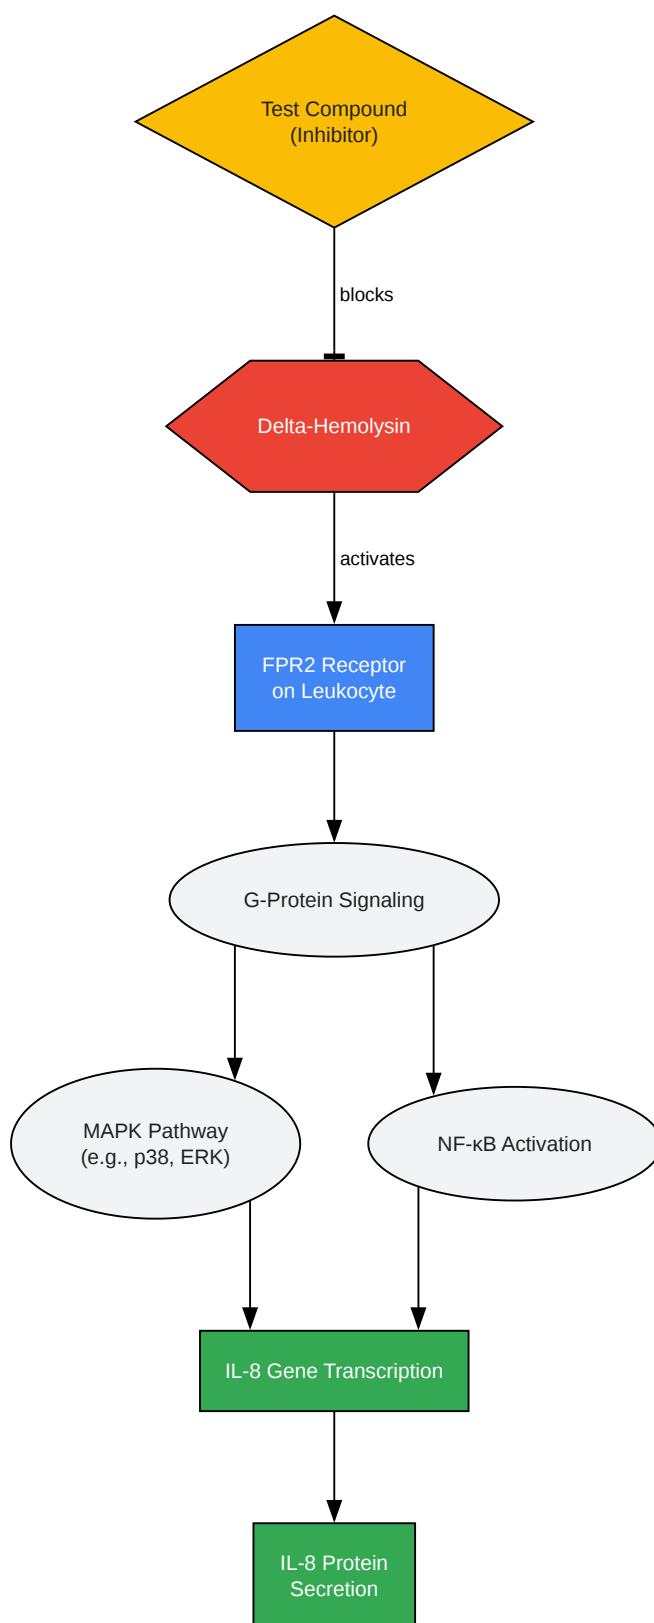 Test Compound
(Inhibitor)
blocks
Delta-Hemolysin
activates
FPR2 Receptor
on Leukocyte
G-Protein Signaling
MAPK Pathway
(e.g., p38, ERK)
NF-κB Activation
IL-8 Gene Transcription
IL-8 Protein
Secretion